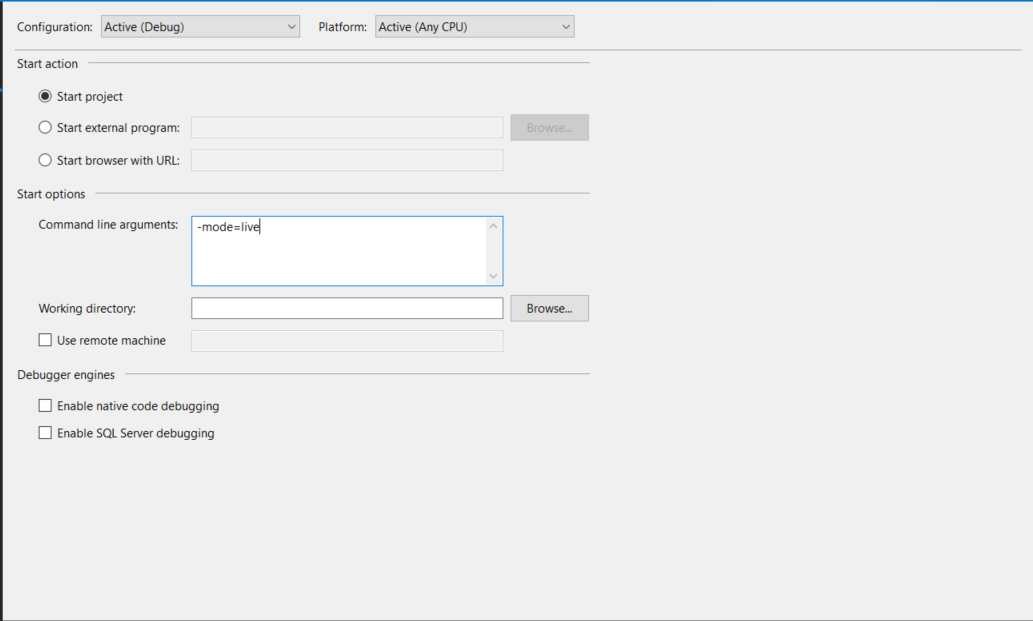 Configuration: Active (Debug) Platform: Active (Any CPU)
Start action
Start project
Start external program: Browse...
Start browser with URL:
Start options
Command line arguments: -mode=live
Working directory: Browse...
Use remote machine
Debugger engines
Enable native code debugging
Enable SQL Server debugging